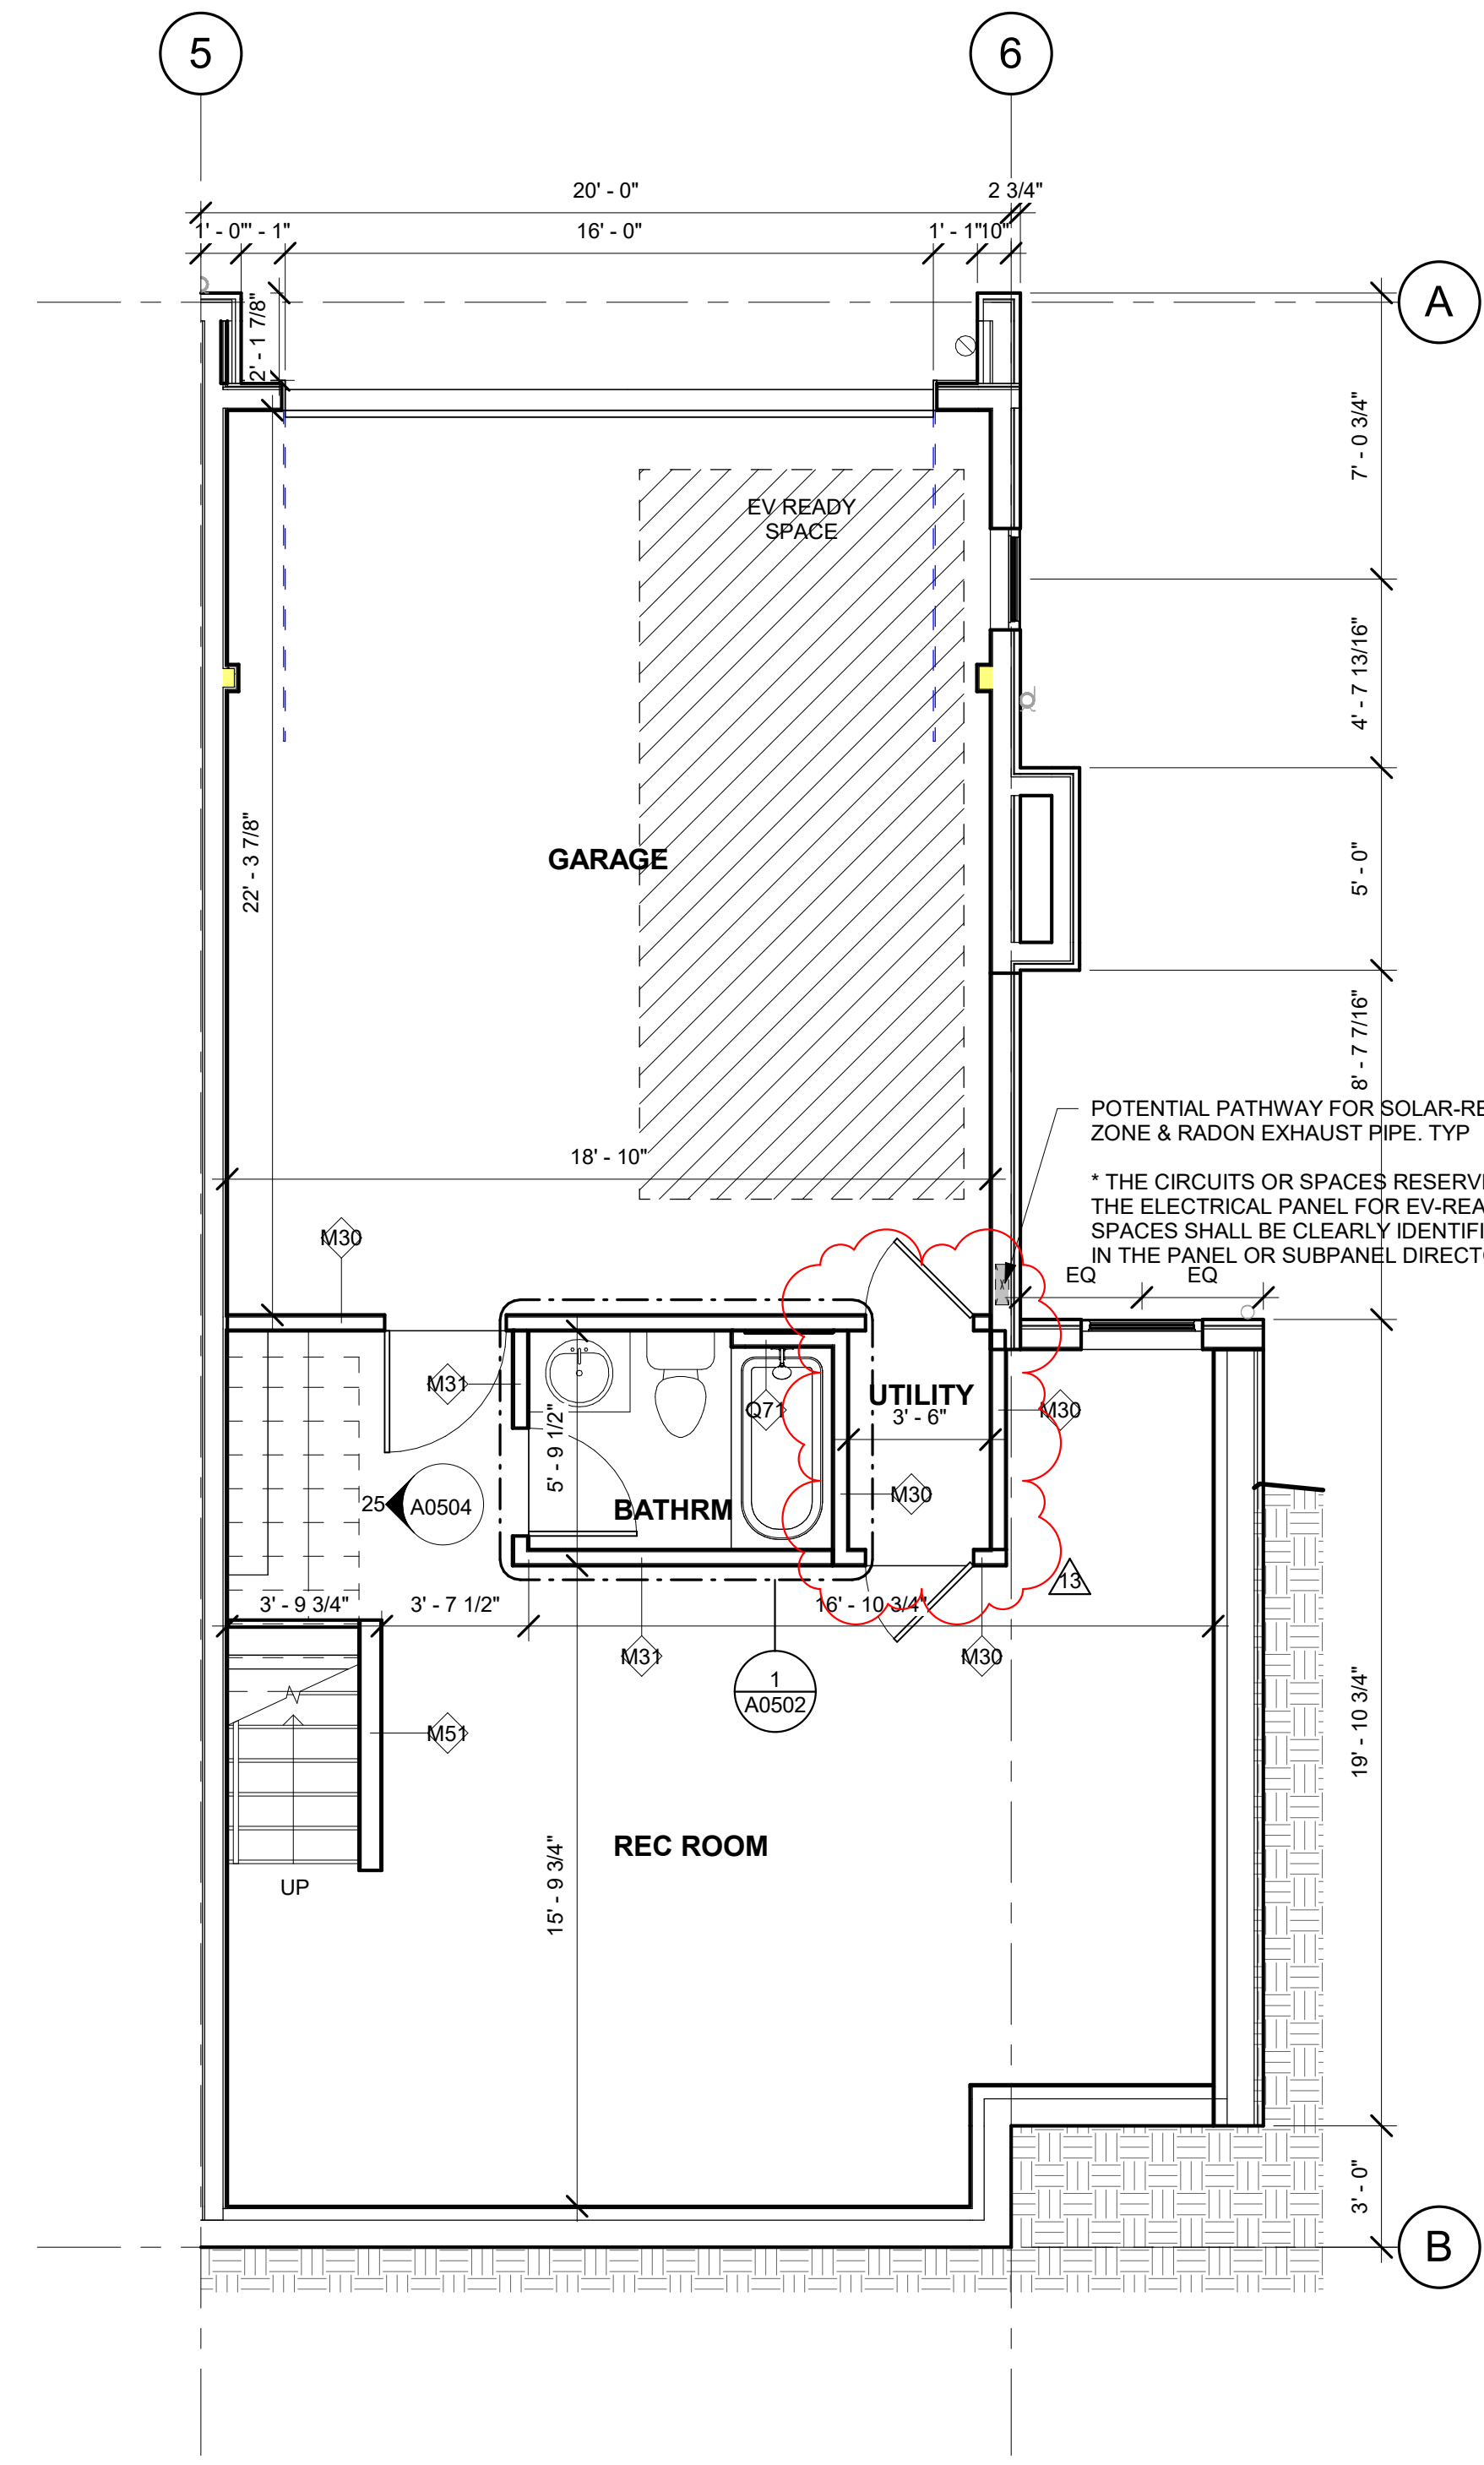 5
6
20' - 0"
2 3/4"
1' - 0"
' - 1"
16' - 0"
1' - 1"
10"
A
2' - 1 7/8"
7' - 0 3/4"
EV READY
SPACE
4' - 7 13/16"
22' - 3 7/8"
GARAGE
5' - 0"
8' - 7 7/16"
POTENTIAL PATHWAY FOR SOLAR-RE
ZONE & RADON EXHAUST PIPE. TYP
18' - 10"
* THE CIRCUITS OR SPACES RESERV
THE ELECTRICAL PANEL FOR EV-REA
SPACES SHALL BE CLEARLY IDENTIFI
IN THE PANEL OR SUBPANEL DIRECT
M30
EQ
EQ
M31
Q71
UTILITY
3' - 6"
M30
5' - 9 1/2"
M30
25
A0504
BATHRM
13
3' - 9 3/4"
3' - 7 1/2"
16' - 10 3/4"
M31
M30
1
A0502
M51
19' - 10 3/4"
REC ROOM
15' - 9 3/4"
UP
3' - 0"
B